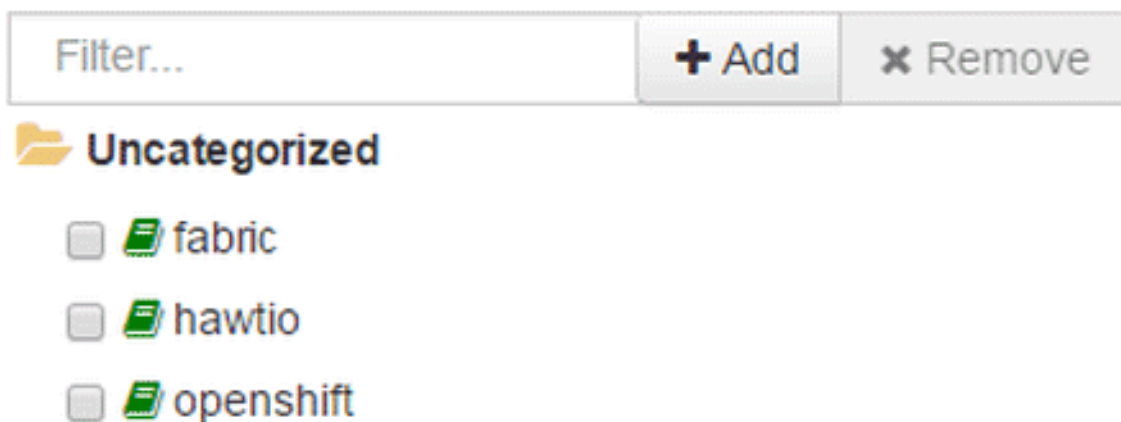 Filter... Add Remove
Uncategorized
fabric
hawtio
openshift